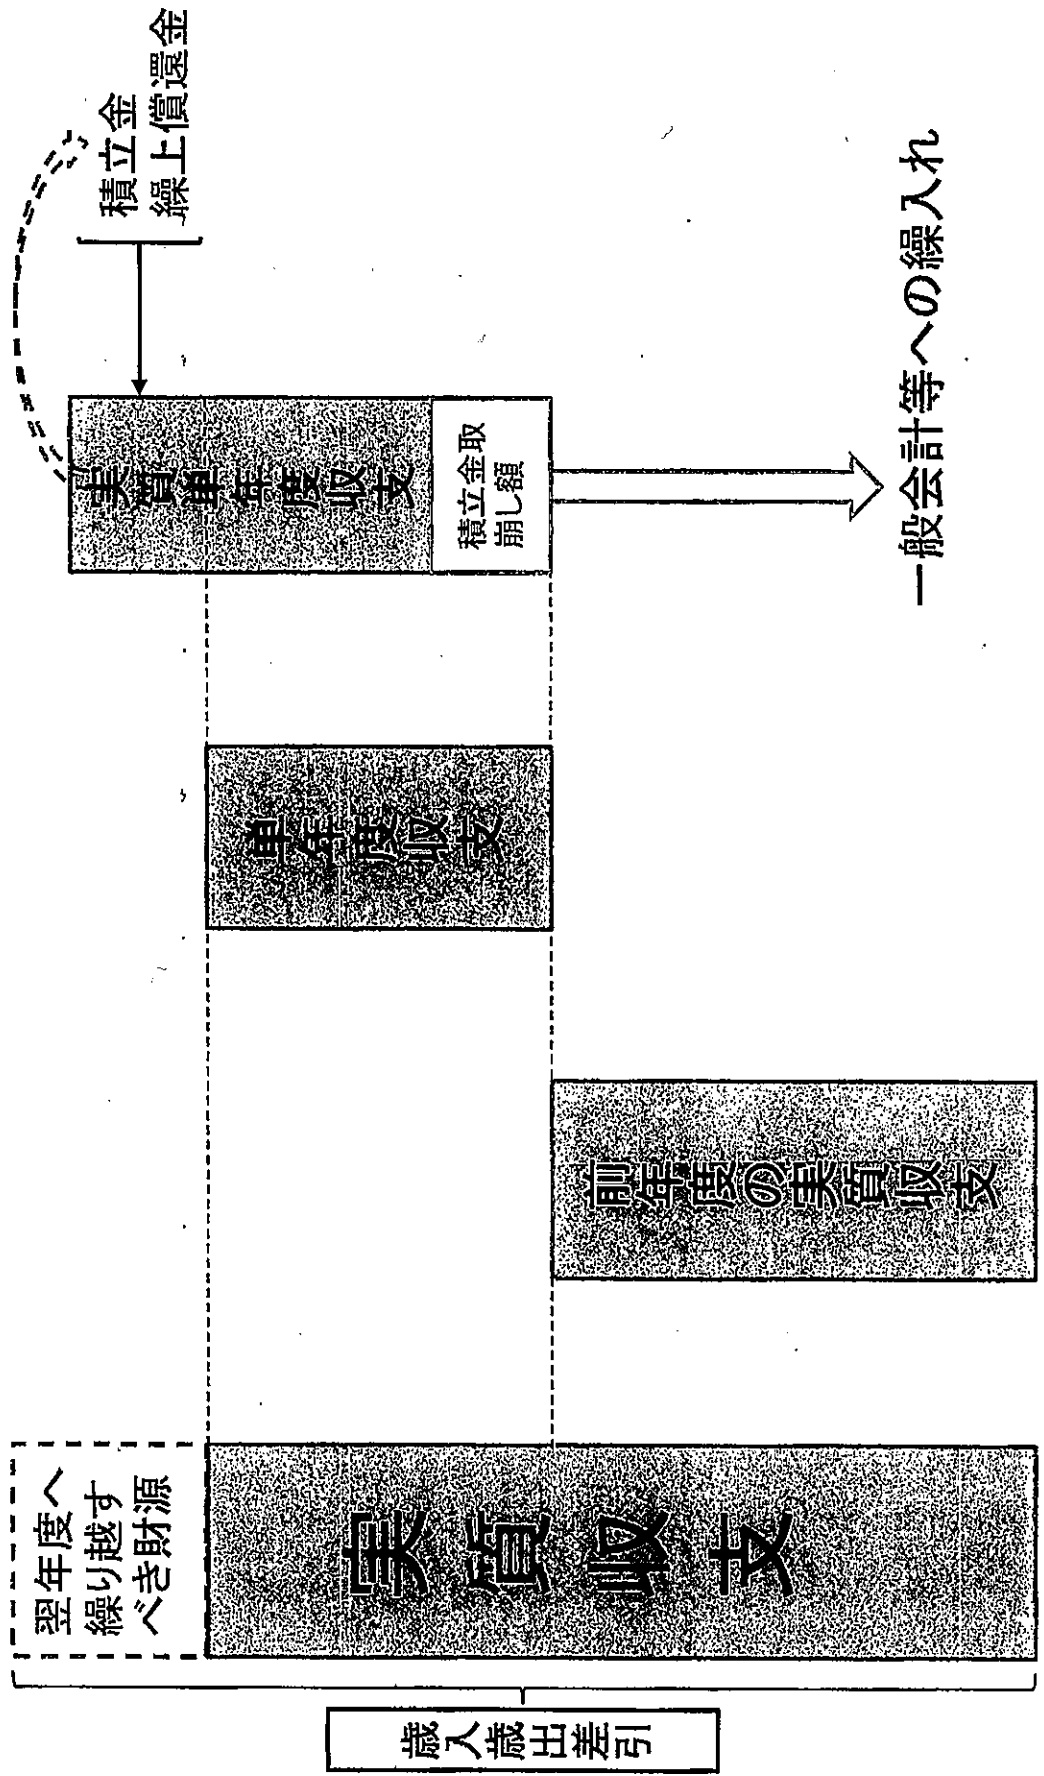 歳入歳出差引
翌年度へ
繰り越す
べき財源
実質収支
前年度の実質収支
単年度収支
実質単年度収支
積立金取
崩し額
積立金
繰上償還金
一般会計等への繰入れ